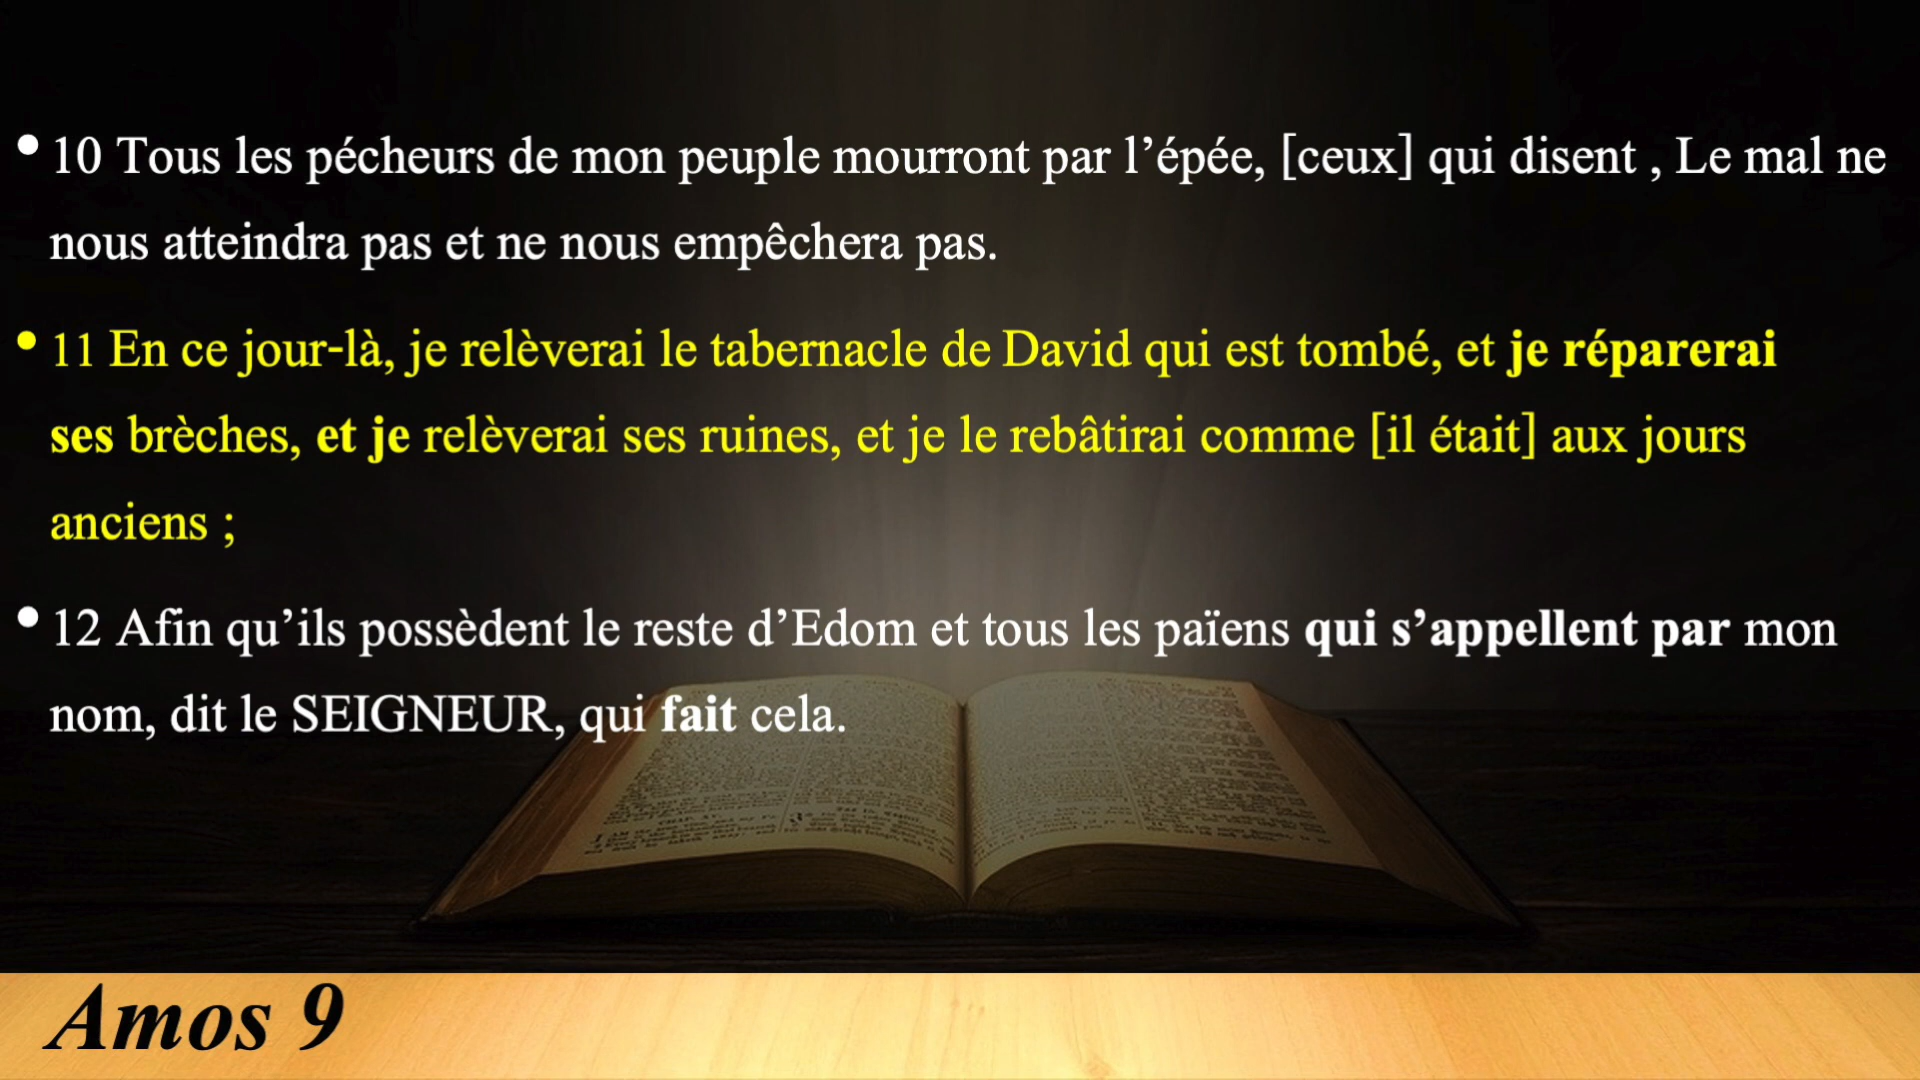 • 10 Tous les pécheurs de mon peuple mourront par l’épée, [ceux] qui disent , Le mal ne
nous atteindra pas et ne nous empêchera pas.
• 11 En ce jour-là, je relèverai le tabernacle de David qui est tombé, et je réparerai
ses brèches, et je relèverai ses ruines, et je le rebâtirai comme [il était] aux jours
anciens ;
• 12 Afin qu’ils possèdent le reste d’Edom et tous les païens qui s’appellent par mon
nom, dit le SEIGNEUR, qui fait cela.
Amos 9